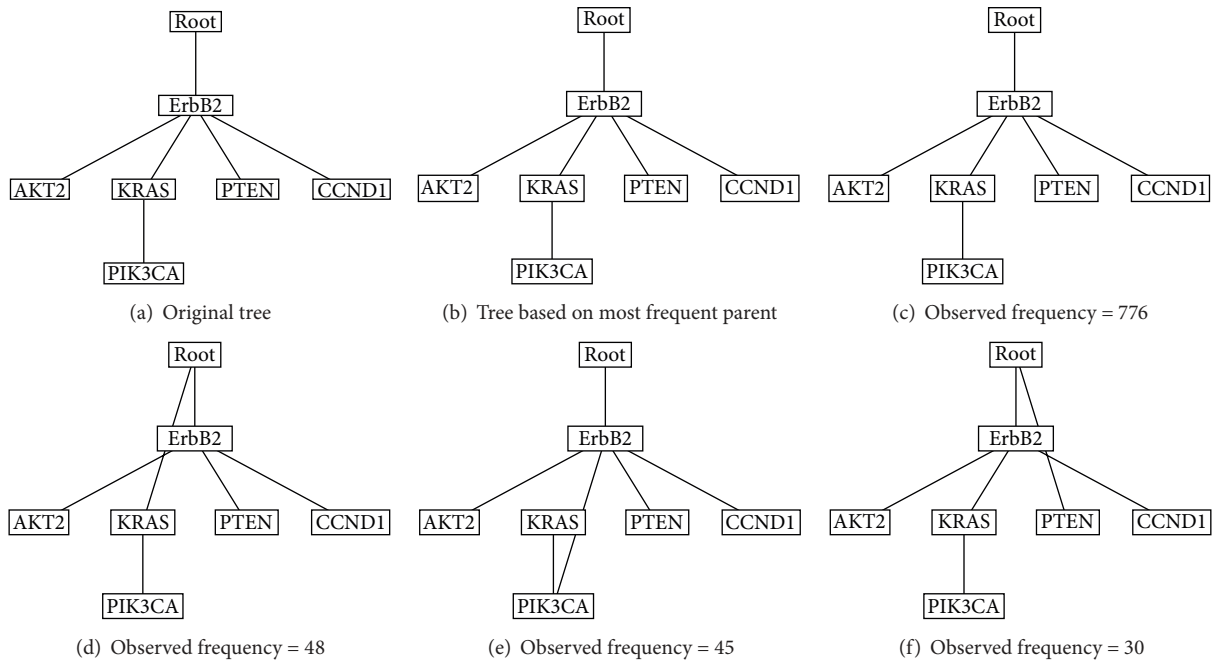 Root
ErbB2
AKT2 KRAS PTEN CCND1
PIK3CA
(a) Original tree
Root
ErbB2
AKT2 KRAS PTEN CCND1
PIK3CA
(b) Tree based on most frequent parent
Root
ErbB2
AKT2 KRAS PTEN CCND1
PIK3CA
(c) Observed frequency = 776
Root
ErbB2
AKT2 KRAS PTEN CCND1
PIK3CA
(d) Observed frequency = 48
Root
ErbB2
AKT2 KRAS PTEN CCND1
PIK3CA
(e) Observed frequency = 45
Root
ErbB2
AKT2 KRAS PTEN CCND1
PIK3CA
(f) Observed frequency = 30